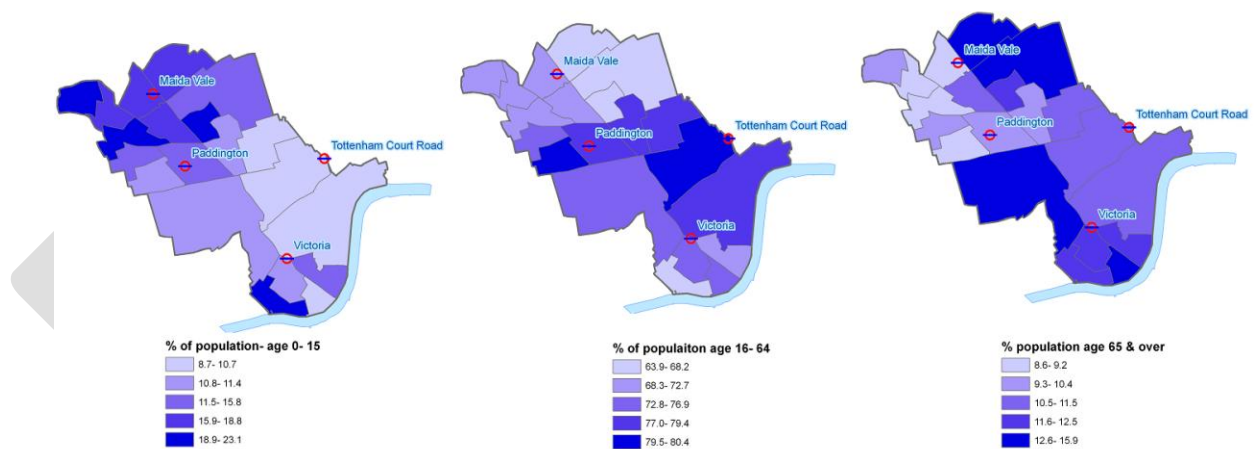 Maida Vale
Paddington
Tottenham Court Road
Victoria
% of population- age 0- 15
8.7- 10.7
10.8- 11.4
11.5- 15.8
15.9- 18.8
18.9- 23.1
Maida Vale
Paddington
Tottenham Court Road
Victoria
% of populaiton age 16- 64
63.9- 68.2
68.3- 72.7
72.8- 76.9
77.0- 79.4
79.5- 80.4
Maida Vale
Paddington
Tottenham Court Road
Victoria
% population age 65 & over
8.6- 9.2
9.3- 10.4
10.5- 11.5
11.6- 12.5
12.6- 15.9